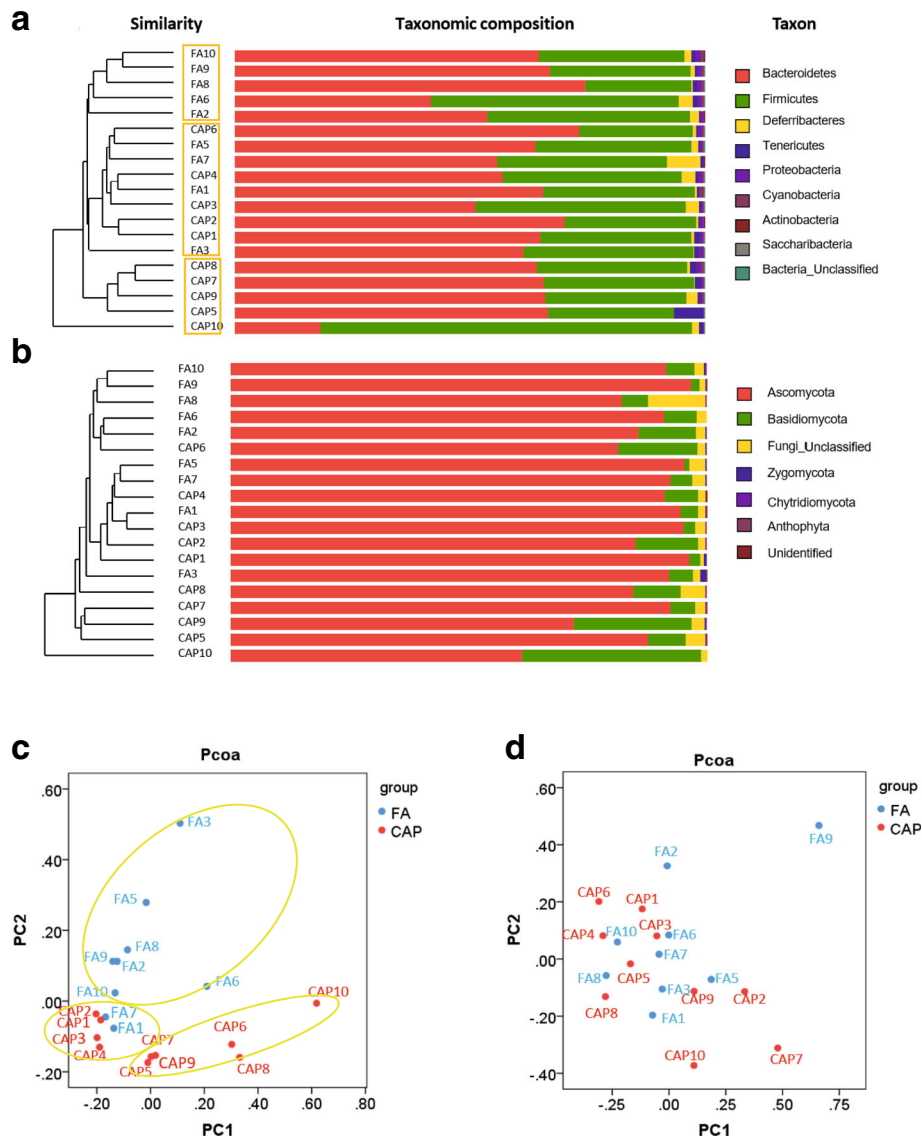 a
Similarity
Taxonomic composition
Taxon
FA10
FA9
FA8
FA6
FA2
CAP6
FA5
FA7
CAP4
FA1
CAP3
CAP2
CAP1
FA3
CAP8
CAP7
CAP9
CAP5
CAP10
Bacteroidetes
Firmicutes
Deferribacteres
Tenericutes
Proteobacteria
Cyanobacteria
Actinobacteria
Saccharibacteria
Bacteria_Unclassified
b
FA10
FA9
FA8
FA6
FA2
CAP6
FA5
FA7
CAP4
FA1
CAP3
CAP2
CAP1
FA3
CAP8
CAP7
CAP9
CAP5
CAP10
Ascomycota
Basidiomycota
Fungi_Unclassified
Zygomycota
Chytridiomycota
Anthophyta
Unidentified
c
Pcoa
group
FA
CAP
PC2
.60
.40
.20
.00
-.20
FA3
FA5
FA8
FA9
FA2
FA10
FA6
CAP10
CAP2
FA7
CAP1
FA1
CAP3
CAP4
CAP7
CAP6
CAP5
CAP9
CAP8
-.20
.00
.20
.40
.60
.80
PC1
d
Pcoa
group
FA
CAP
PC2
.60
.40
.20
.00
-.20
-.40
FA9
FA2
CAP6
CAP1
CAP4
FA10
CAP3
FA6
FA7
CAP5
FA8
FA5
CAP8
FA3
CAP9
CAP2
FA1
CAP10
CAP7
-.25
.00
.25
.50
.75
PC1